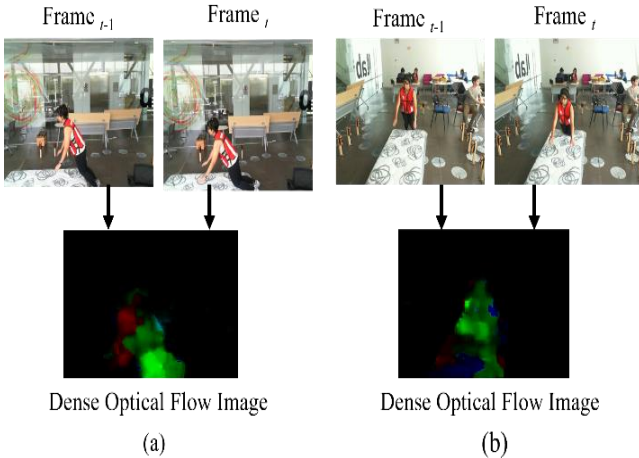 Frame t-1
Frame t
Frame t-1
Frame t
Dense Optical Flow Image
Dense Optical Flow Image
(a)
(b)